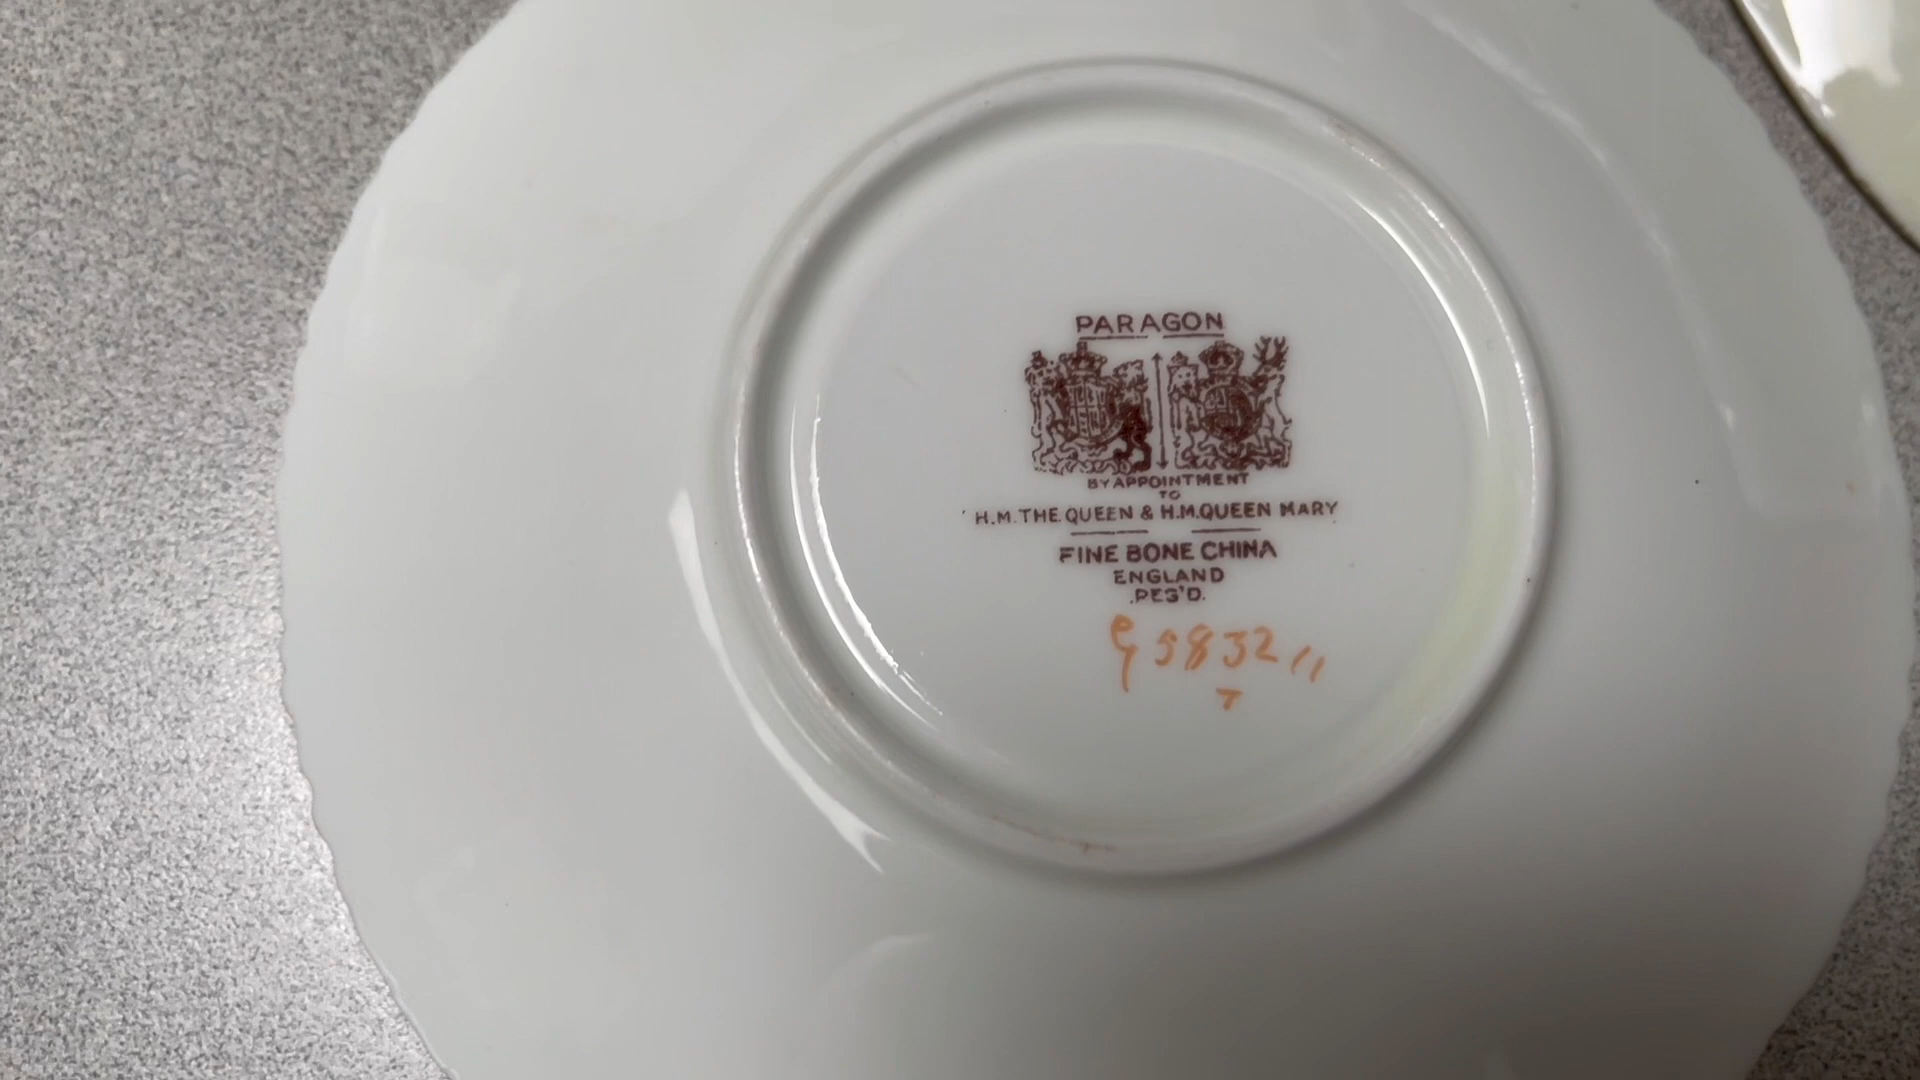 PARAGON
BY APPOINTMENT
TO
H.M. THE QUEEN & H.M. QUEEN MARY
FINE BONE CHINA
ENGLAND
REG'D.
G5832 //
T